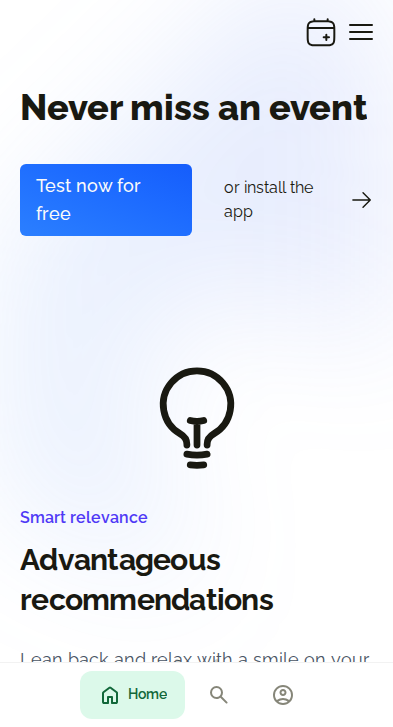 Never miss an event
Test now for
free
or install the
app
Smart relevance
Advantageous
recommendations
Lean back and relax with a smile on your
Home